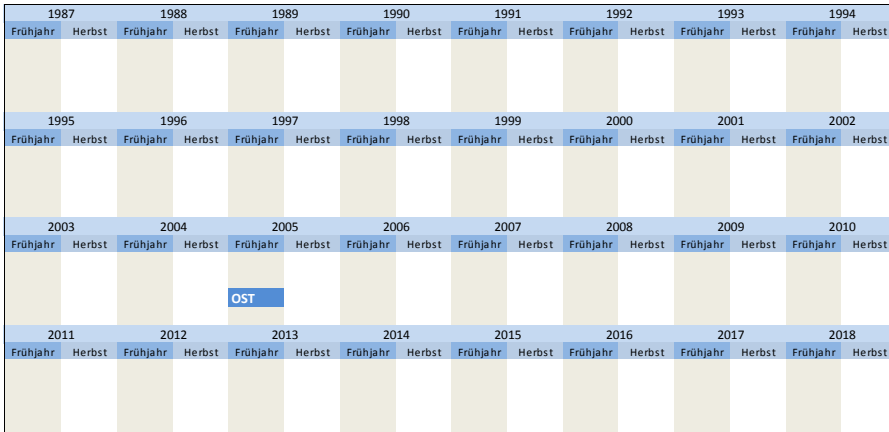 1987 1988 1989 1990 1991 1992 1993 1994
Frühjahr Herbst Frühjahr Herbst Frühjahr Herbst Frühjahr Herbst Frühjahr Herbst Frühjahr Herbst Frühjahr Herbst Frühjahr Herbst
1995 1996 1997 1998 1999 2000 2001 2002
Frühjahr Herbst Frühjahr Herbst Frühjahr Herbst Frühjahr Herbst Frühjahr Herbst Frühjahr Herbst Frühjahr Herbst Frühjahr Herbst
2003 2004 2005 2006 2007 2008 2009 2010
Frühjahr Herbst Frühjahr Herbst Frühjahr Herbst Frühjahr Herbst Frühjahr Herbst Frühjahr Herbst Frühjahr Herbst Frühjahr Herbst
OST
2011 2012 2013 2014 2015 2016 2017 2018
Frühjahr Herbst Frühjahr Herbst Frühjahr Herbst Frühjahr Herbst Frühjahr Herbst Frühjahr Herbst Frühjahr Herbst Frühjahr Herbst